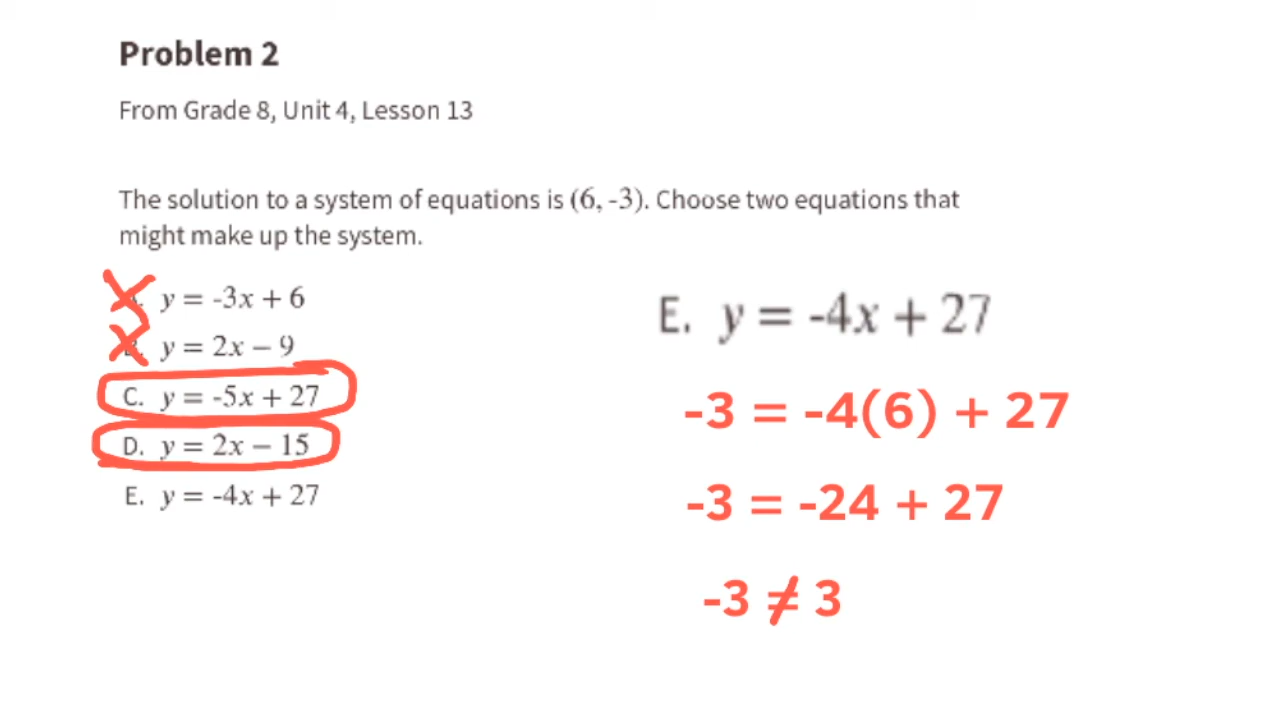 Problem 2
From Grade 8, Unit 4, Lesson 13
The solution to a system of equations is (6, -3). Choose two equations that
might make up the system.
y = -3x + 6
y = 2x − 9
C. y = -5x + 27
D. y = 2x − 15
E. y = -4x + 27
E. y = -4x + 27
-3 = -4(6) + 27
-3 = -24 + 27
-3 ≠ 3